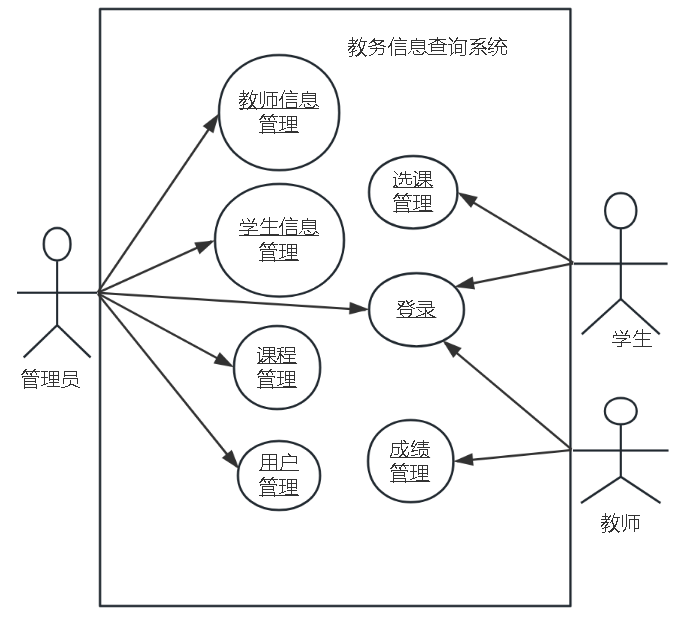 教务信息查询系统
教师信息
管理
选课
管理
学生信息
管理
登录
学生
课程
管理
管理员
成绩
管理
用户
管理
教师